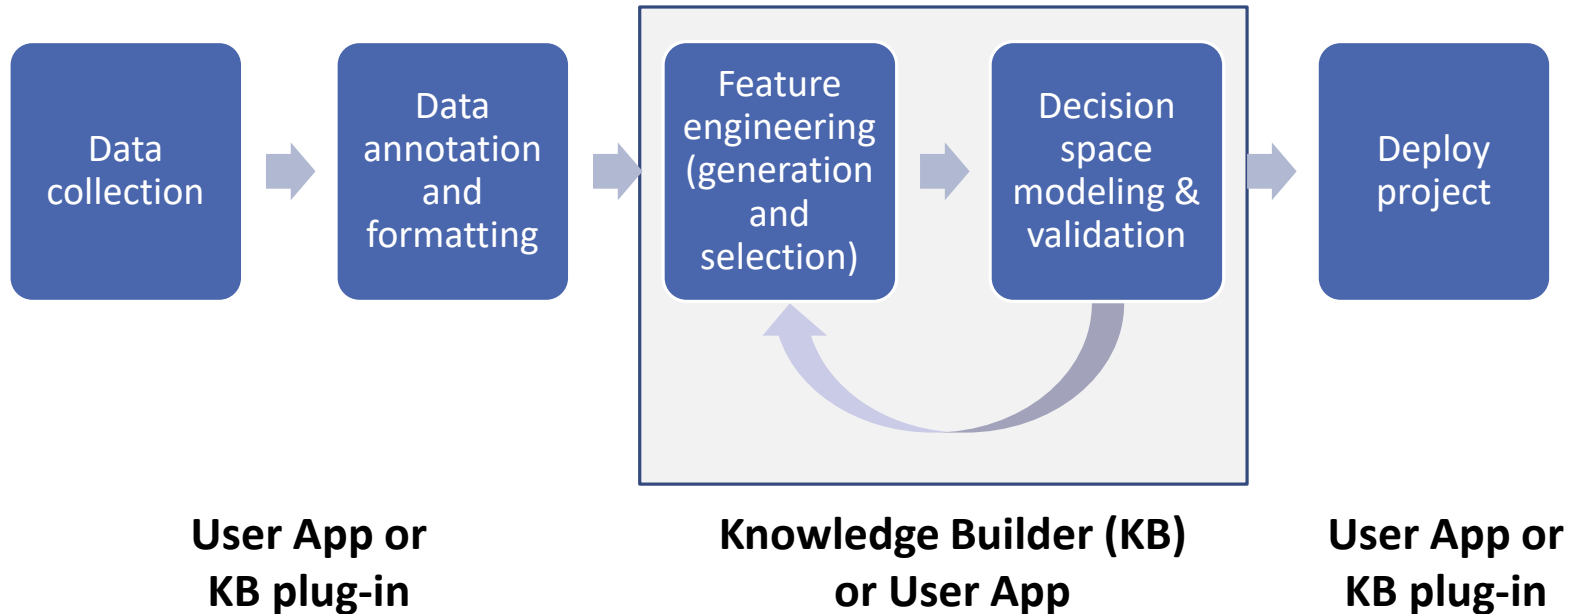 Data
collection
Data
annotation
and
formatting
Feature
engineering
(generation
and
selection)
Decision
space
modeling &
validation
Deploy
project
User App or
KB plug-in
Knowledge Builder (KB)
or User App
User App or
KB plug-in